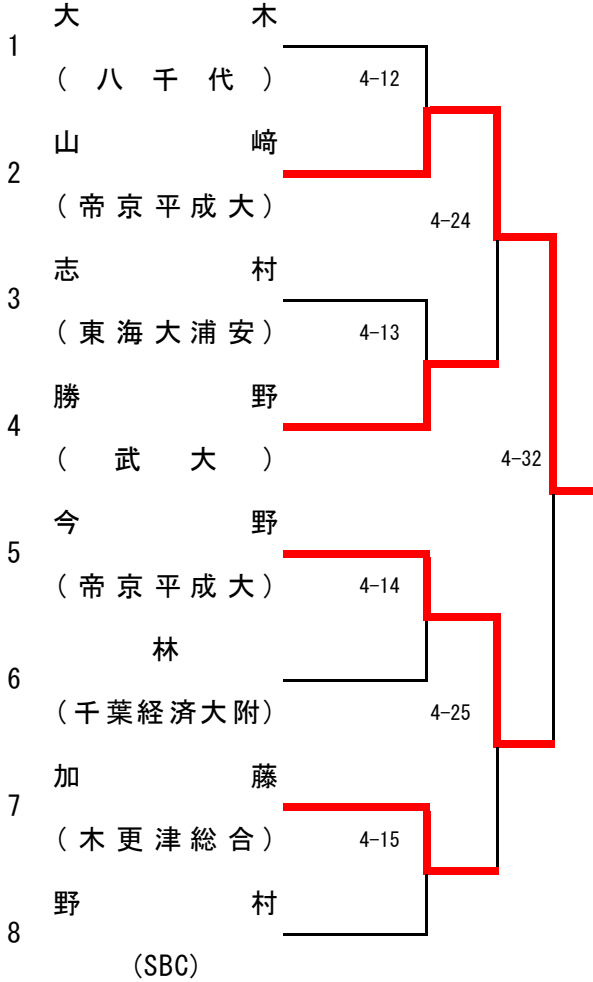 大木
1
(八千代)
4-12
山﨑
2
(帝京平成大)
4-24
志村
3
(東海大浦安)
4-13
勝野
4
(武大)
4-32
今野
5
(帝京平成大)
4-14
林
6
(千葉経済大附)
4-25
加藤
7
(木更津総合)
4-15
野村
8
(SBC)